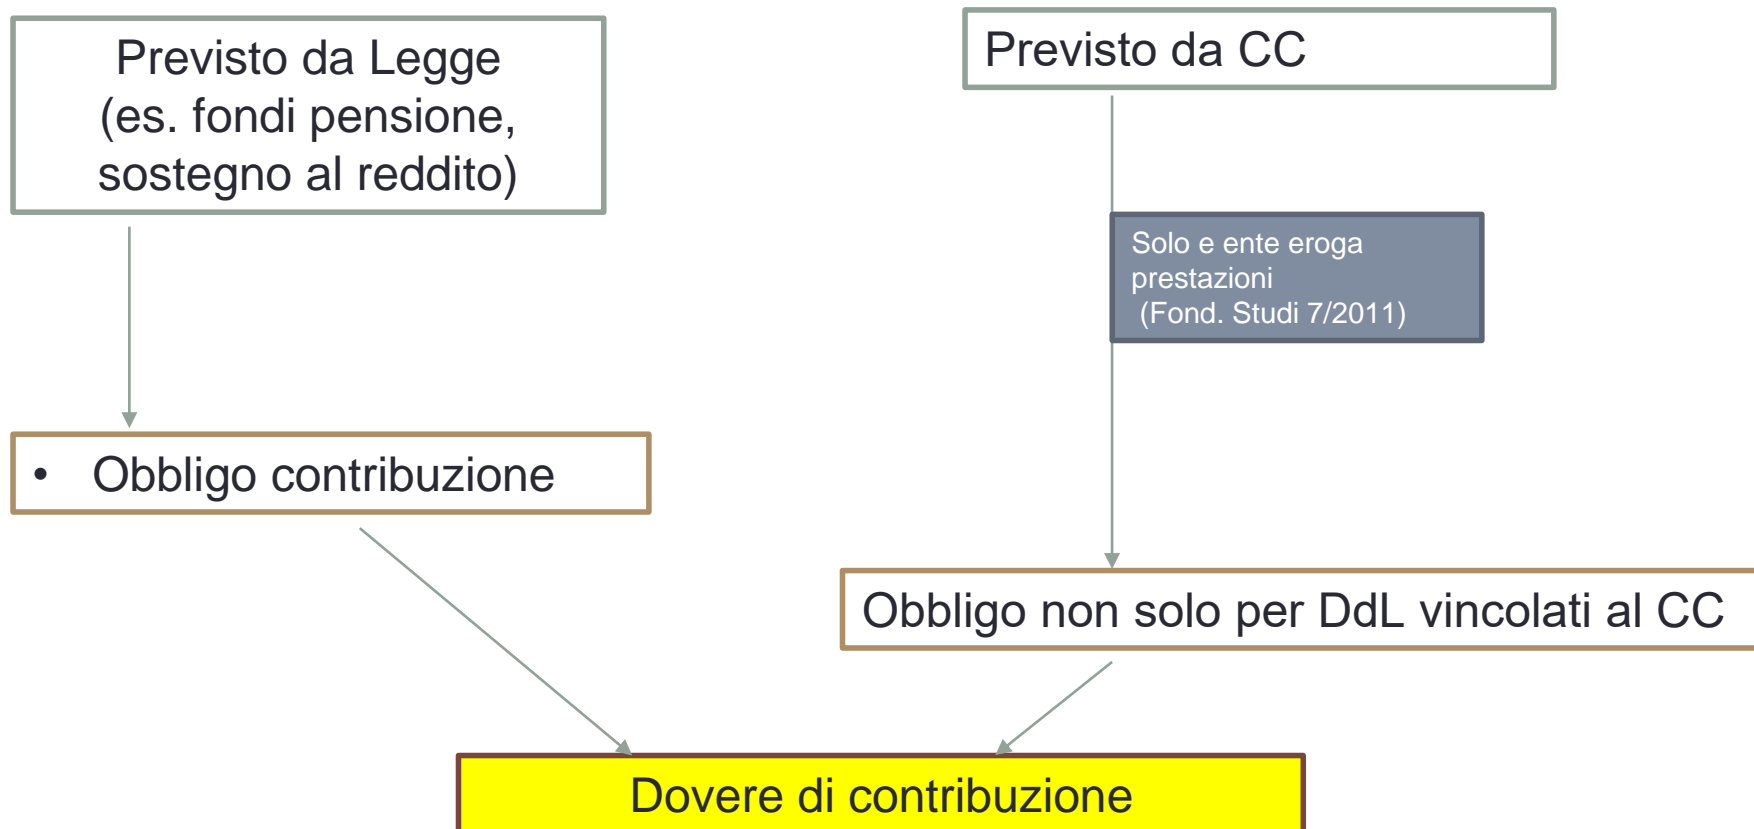 Previsto da Legge
(es. fondi pensione,
sostegno al reddito)
Previsto da CC
Solo e ente eroga
prestazioni
(Fond. Studi 7/2011)
• Obbligo contribuzione
Obbligo non solo per DdL vincolati al CC
Dovere di contribuzione